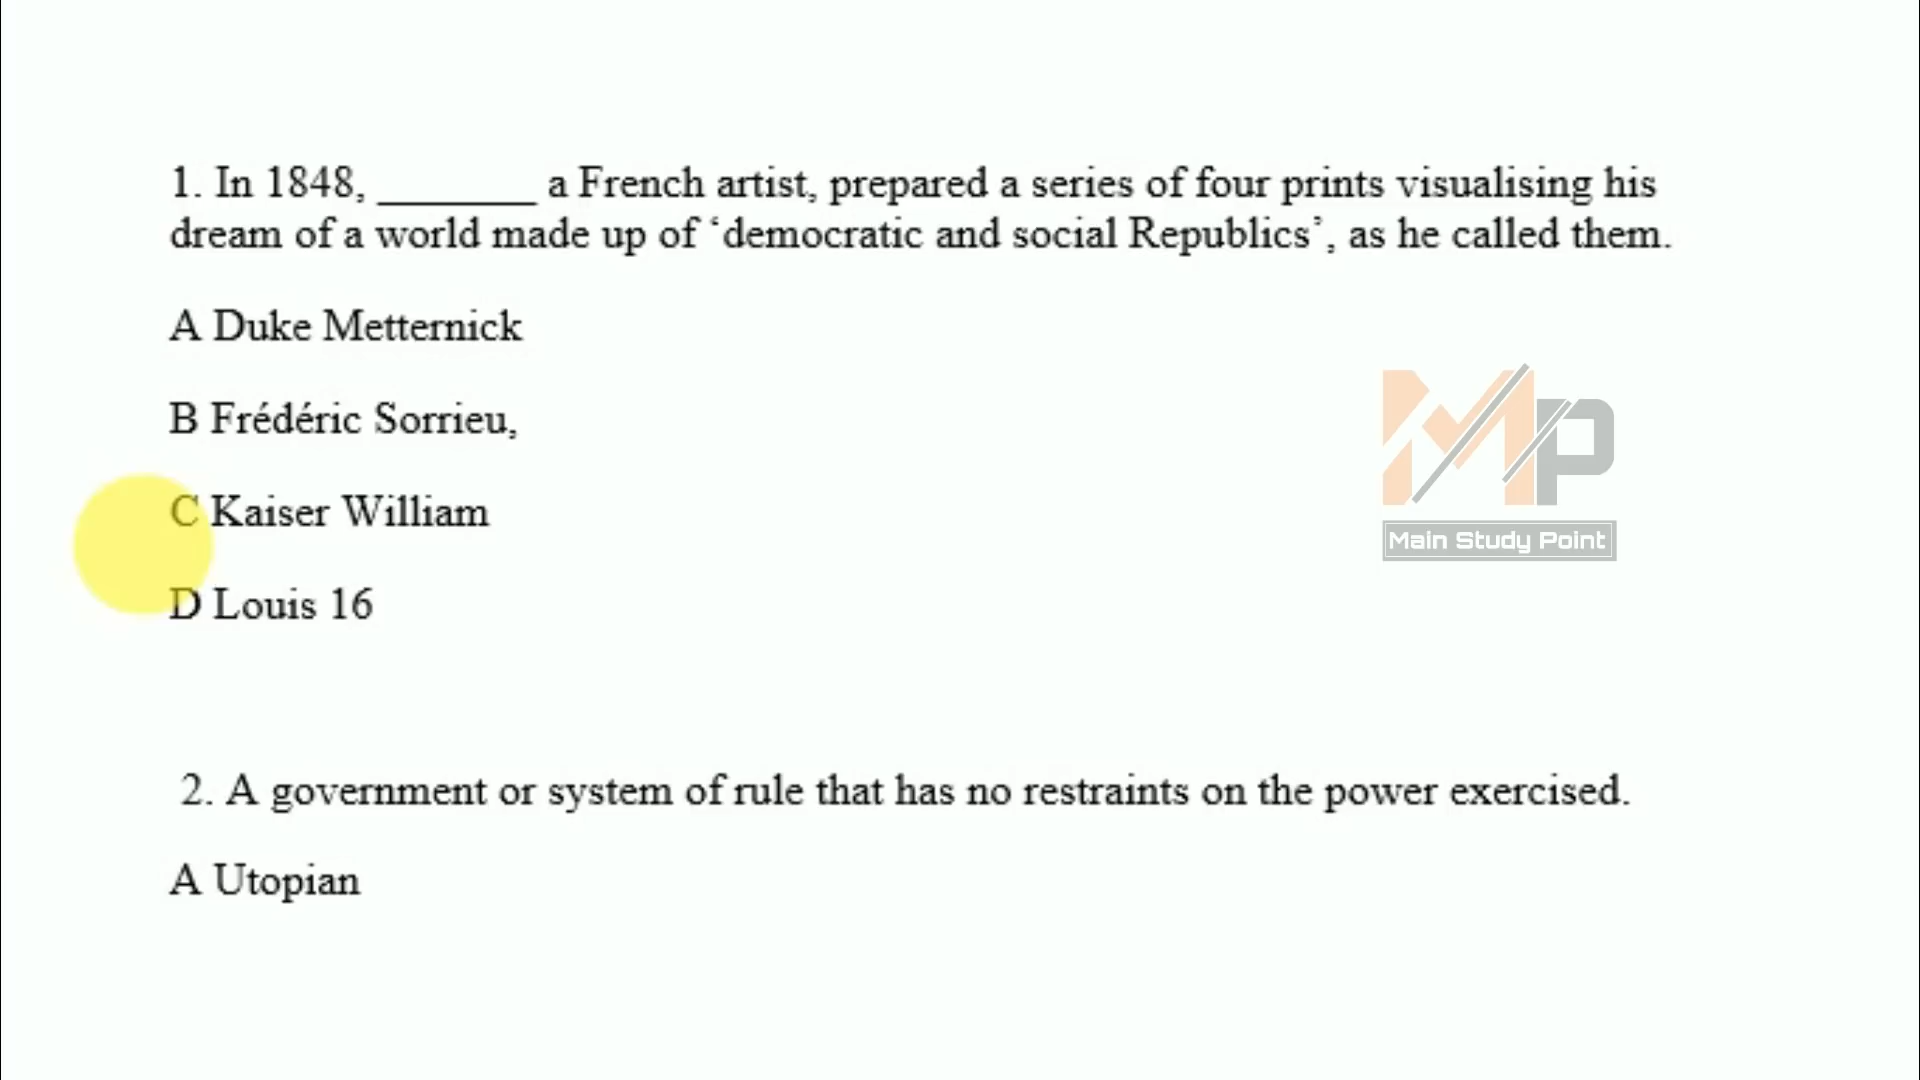 1. In 1848, _______ a French artist, prepared a series of four prints visualising his
dream of a world made up of ‘democratic and social Republics’, as he called them.
A Duke Metternick
B Frédéric Sorrieu,
C Kaiser William
D Louis 16
MP
Main Study Point
2. A government or system of rule that has no restraints on the power exercised.
A Utopian